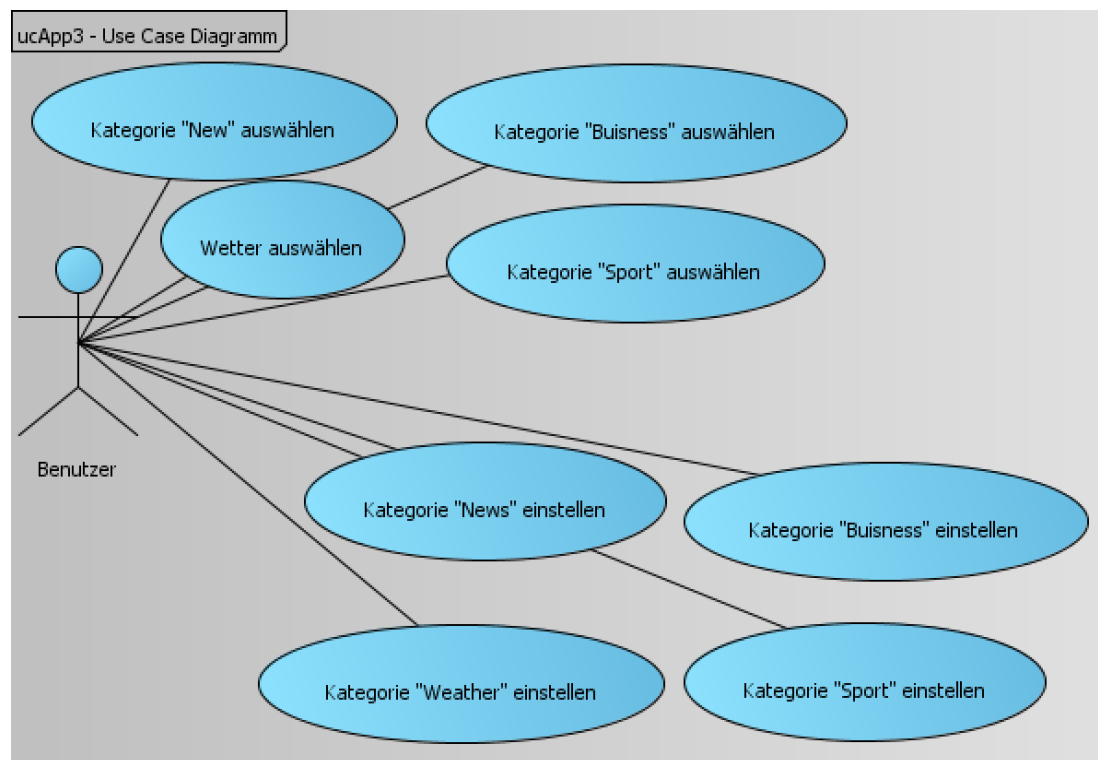 ucApp3 - Use Case Diagramm
Kategorie "New" auswählen
Kategorie "Buisness" auswählen
Wetter auswählen
Kategorie "Sport" auswählen
Benutzer
Kategorie "News" einstellen
Kategorie "Buisness" einstellen
Kategorie "Weather" einstellen
Kategorie "Sport" einstellen